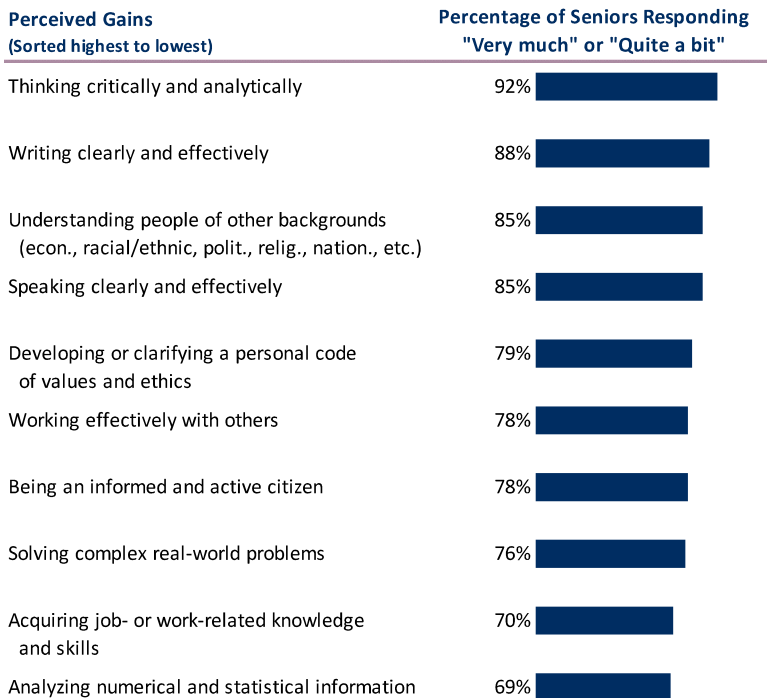 Perceived Gains
(Sorted highest to lowest)
Percentage of Seniors Responding
"Very much" or "Quite a bit"
Thinking critically and analytically 92%
Writing clearly and effectively 88%
Understanding people of other backgrounds 85%
(econ., racial/ethnic, polit., relig., nation., etc.)
Speaking clearly and effectively 85%
Developing or clarifying a personal code 79%
of values and ethics
Working effectively with others 78%
Being an informed and active citizen 78%
Solving complex real-world problems 76%
Acquiring job- or work-related knowledge 70%
and skills
Analyzing numerical and statistical information 69%